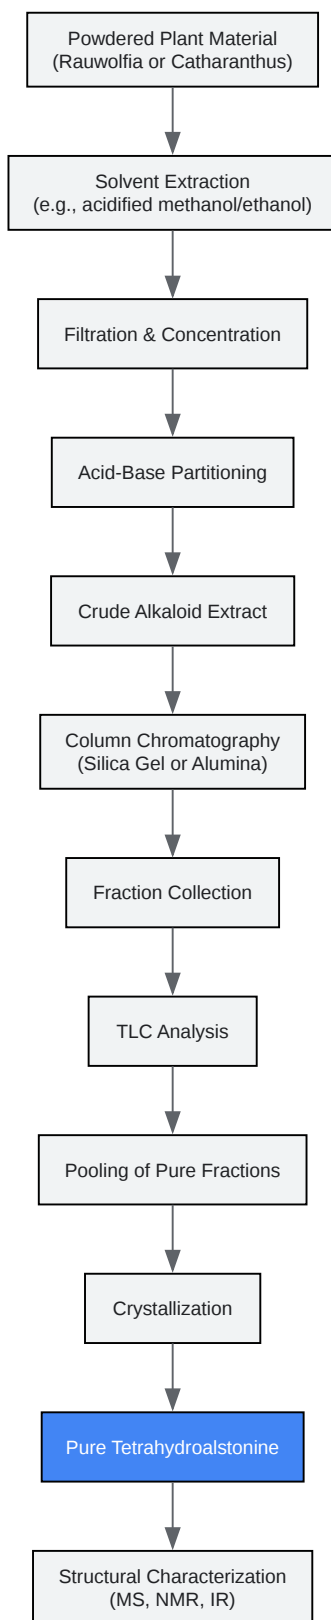 Powdered Plant Material
(Rauwolfia or Catharanthus)
Solvent Extraction
(e.g., acidified methanol/ethanol)
Filtration & Concentration
Acid-Base Partitioning
Crude Alkaloid Extract
Column Chromatography
(Silica Gel or Alumina)
Fraction Collection
TLC Analysis
Pooling of Pure Fractions
Crystallization
Pure Tetrahydroalstonine
Structural Characterization
(MS, NMR, IR)